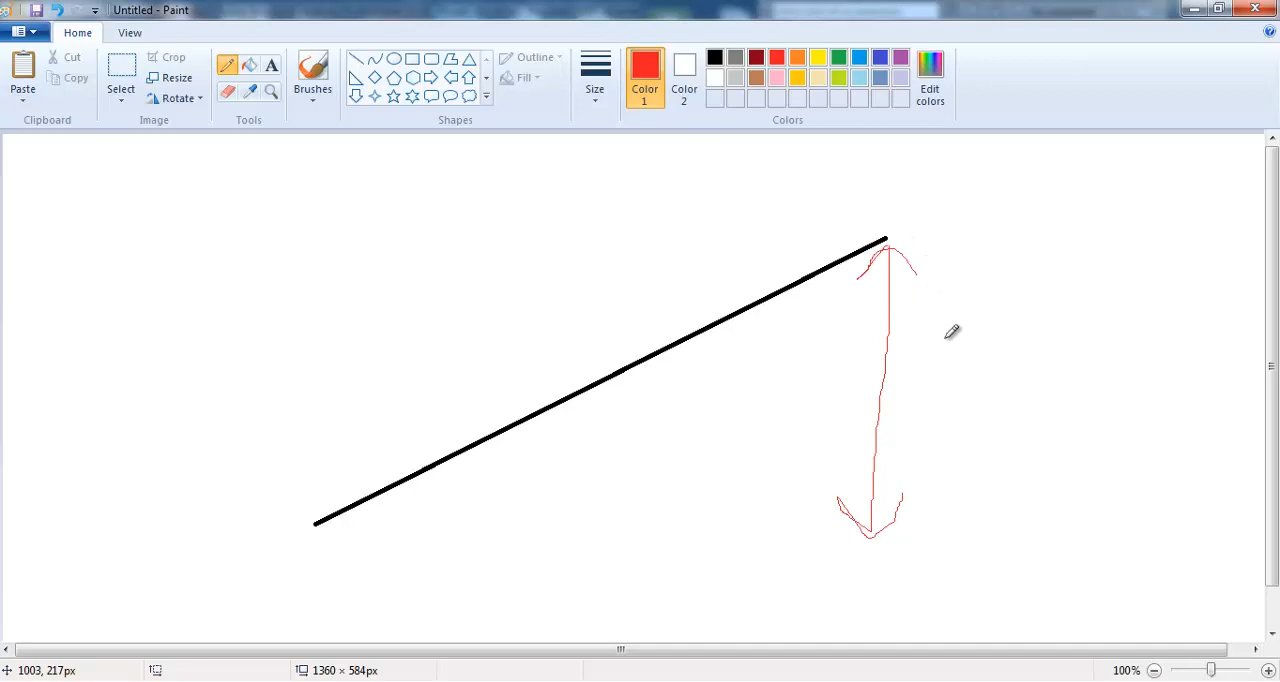 Untitled - Paint
Home
View
Paste
Cut
Copy
Clipboard
Select
Crop
Resize
Rotate
Image
A
Tools
Brushes
Outline
Fill
Shapes
Size
Color
1
Color
2
Edit
colors
Colors
1003, 217px
1360 × 584px
100%